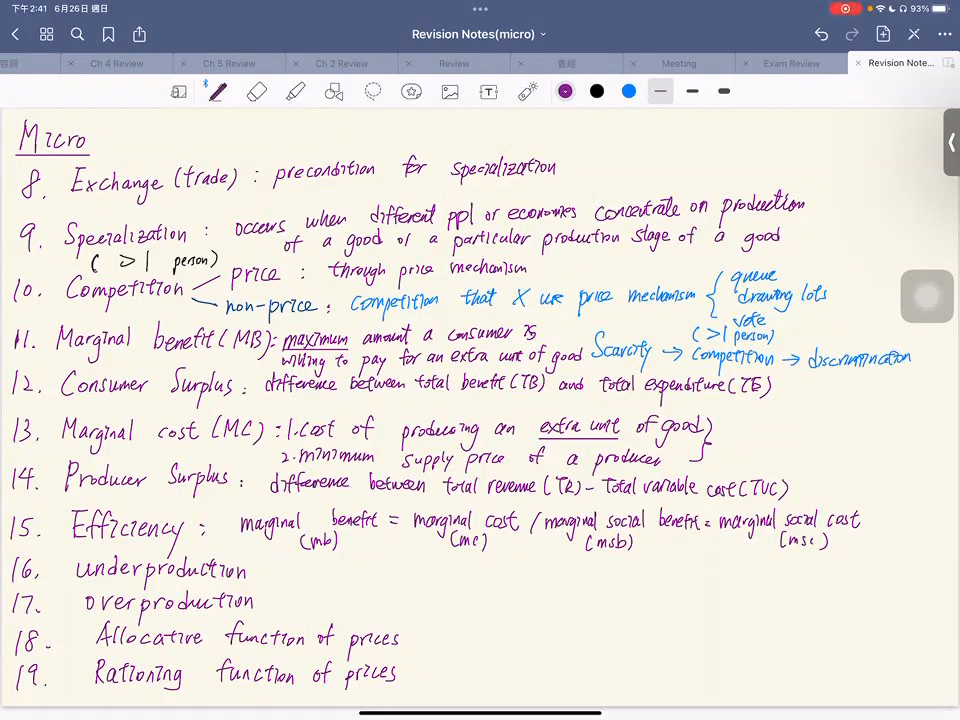 下午2:41 6月26日 週日
93%
Revision Notes(micro)
Ch 4 Review
Ch 5 Review
Ch 2 Review
Review
Meeting
Exam Review
Revision Note...
Micro
8. Exchange (trade) : precondition for specialization
9. Specialization : occurs when different ppl or economies concentrate on production
of a good or a particular production stage of a good
( >1 person)
10. Competition price : through price mechanism
non-price : competition that X use price mechanism { queue
drawing lots
vote
11. Marginal benefit (MB) = maximum amount a consumer is
willing to pay for an extra unit of good
( >1 person)
Scarcity → competition → discrimination
12. Consumer Surplus : difference between total benefit (TB) and total expenditure (TE)
13. Marginal cost (MC) = 1. Cost of producing an extra unit of good }
2. minimum supply price of a producer
14. Producer Surplus : difference between total revenue (TR) - Total variable cost (TVC)
15. Efficiency : marginal benefit = marginal cost / marginal social benefit = marginal social cost
(mb) (mc) (msb) (msc)
16. underproduction
17. overproduction
18. Allocative function of prices
19. Rationing function of prices